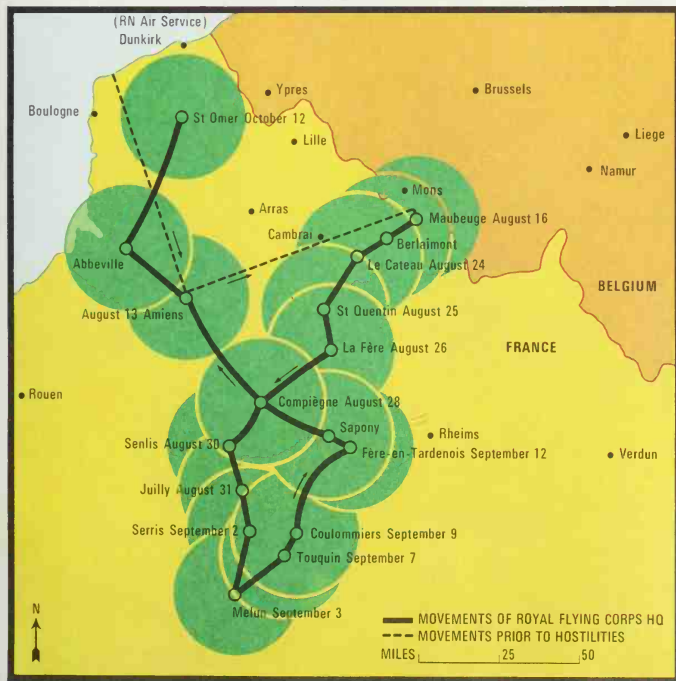 (RN Air Service)
Dunkirk
Ypres
Brussels
Boulogne
St Omer October 12
Lille
Liege
Namur
Mons
Arras
Maubeuge August 16
Cambrai
Berlaimont
Abbeville
Le Cateau August 24
BELGIUM
August 13 Amiens
St Quentin August 25
La Fère August 26
FRANCE
Rouen
Compiègne August 28
Sapony
Rheims
Senlis August 30
Fère-en-Tardenois September 12
Verdun
Juilly August 31
Serris September 2
Coulommiers September 9
Touquin September 7
Melun September 3
N
MOVEMENTS OF ROYAL FLYING CORPS HQ
MOVEMENTS PRIOR TO HOSTILITIES
MILES 25 50